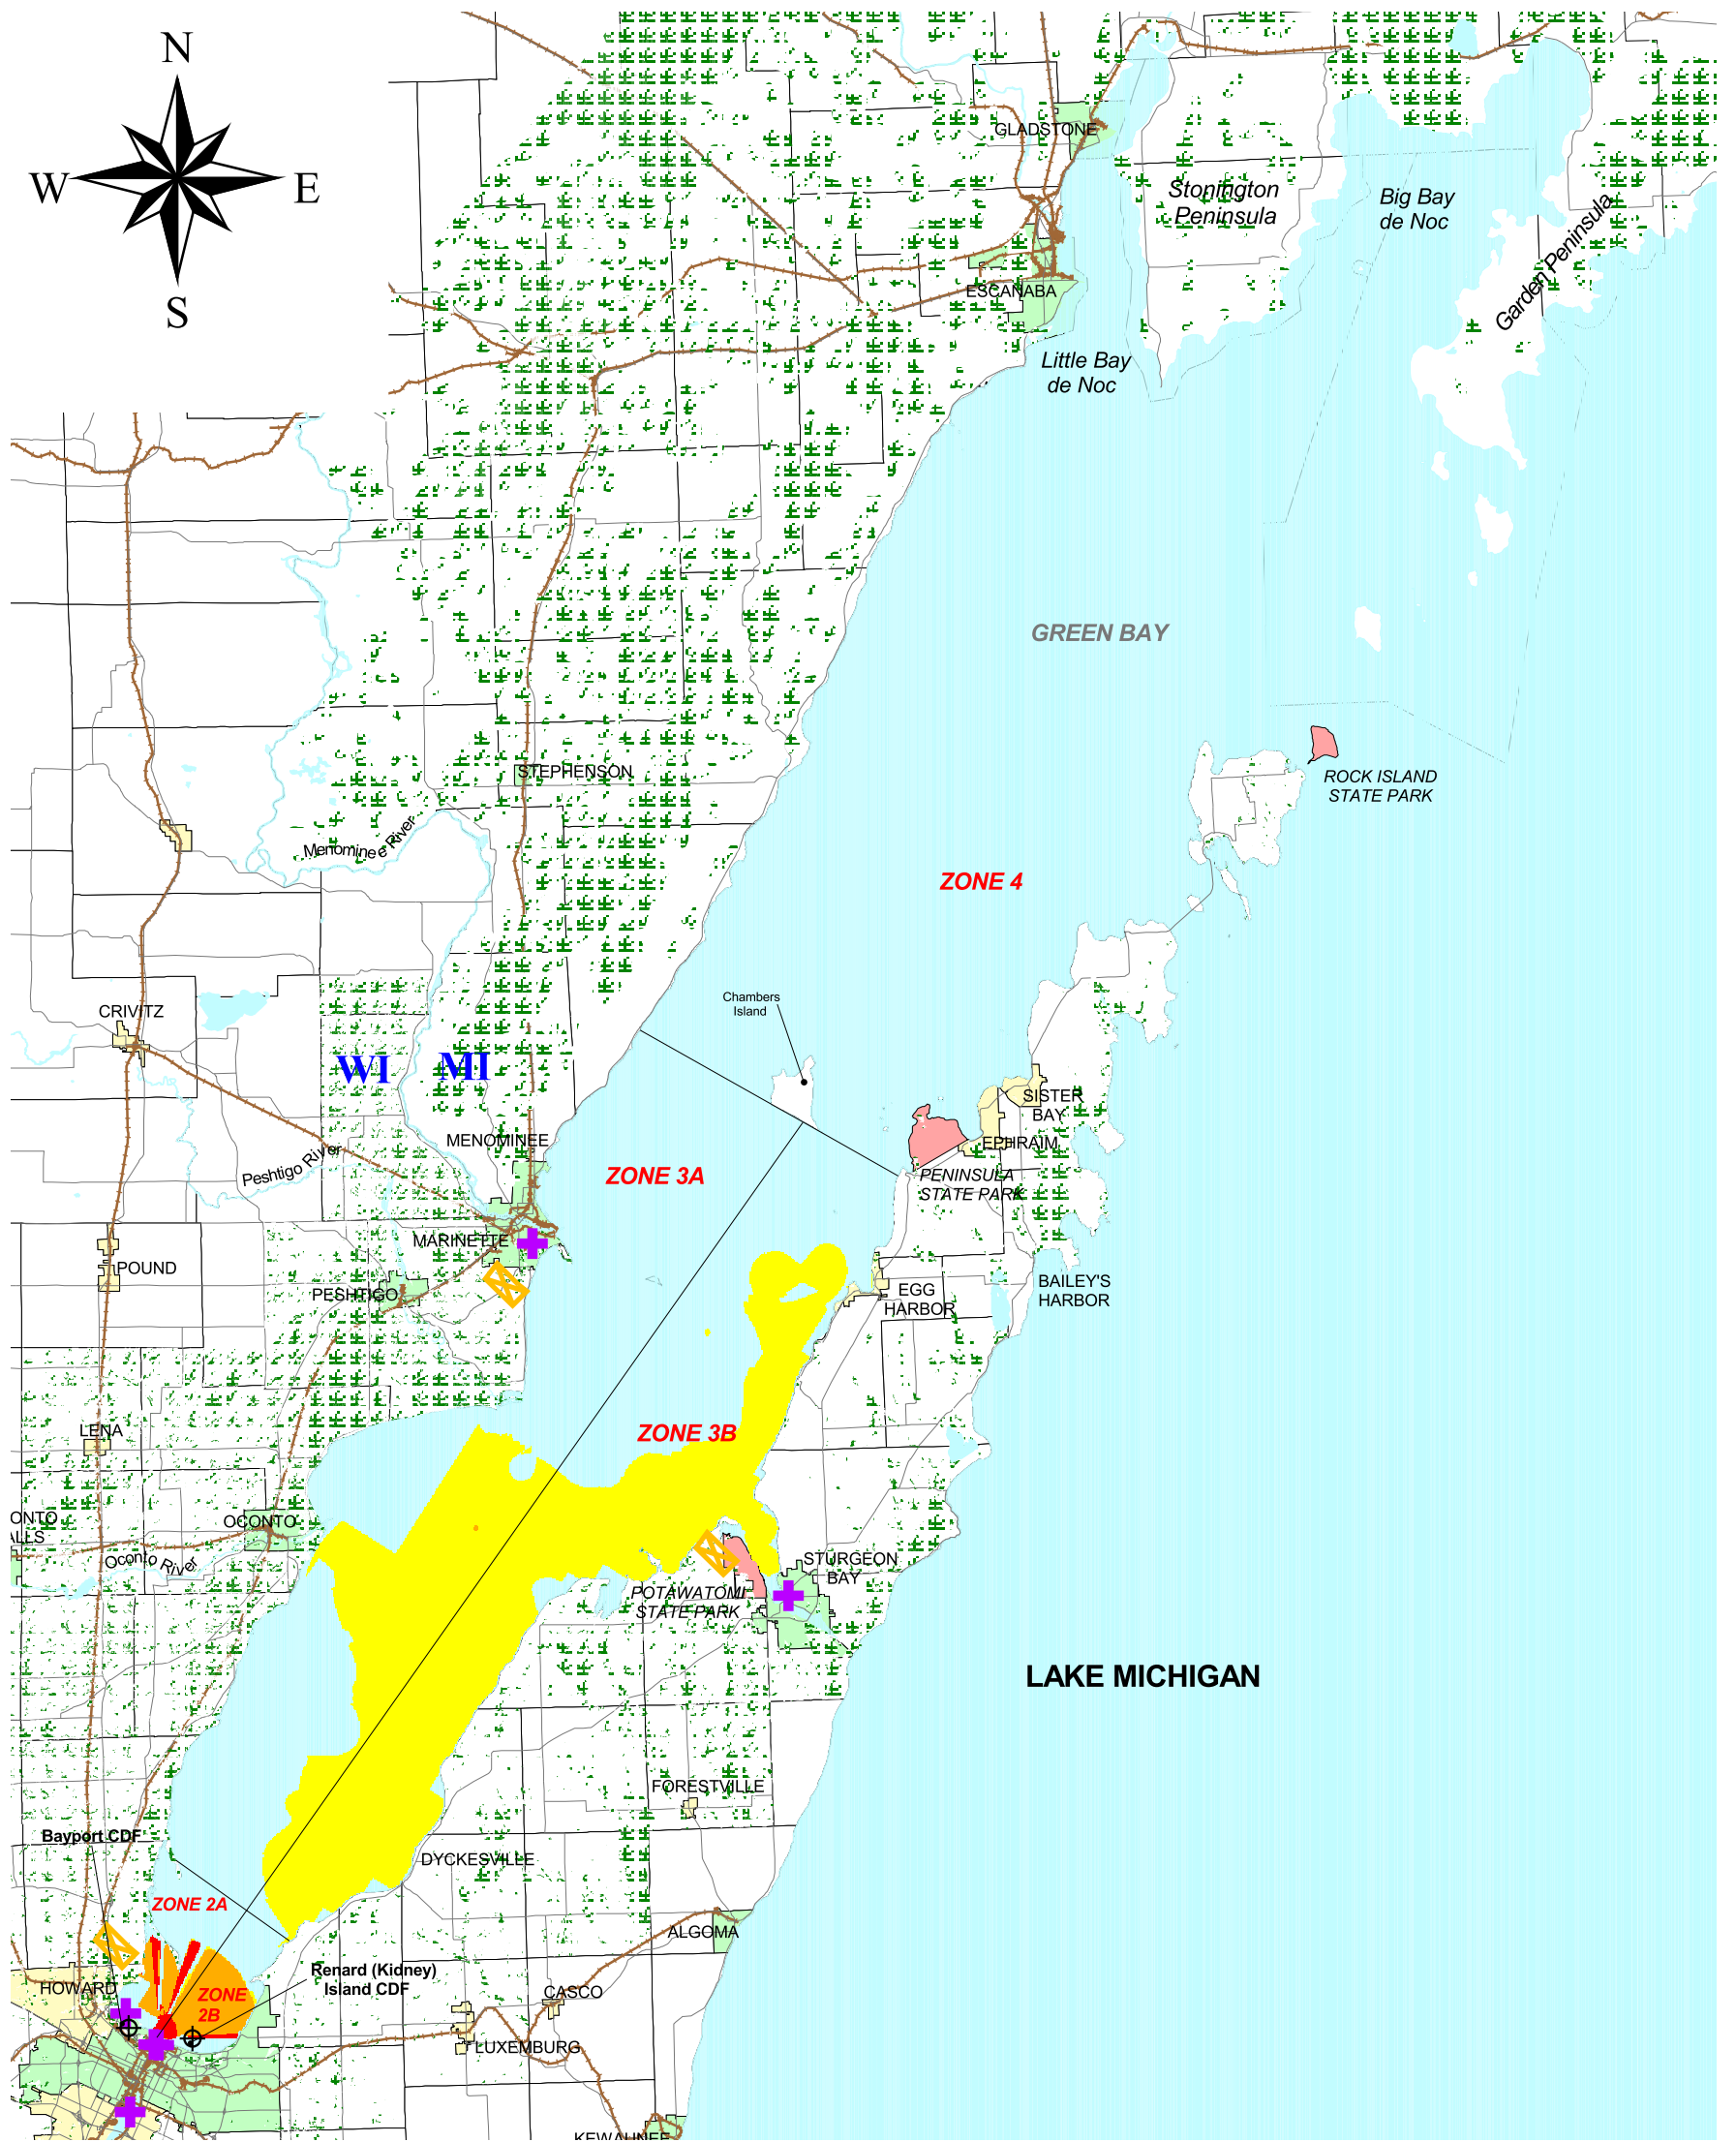 N
W
E
S
GLADSTONE
Stonington
Peninsula
Big Bay
de Noc
Garden Peninsula
ESCANABA
Little Bay
de Noc
GREEN BAY
STEPHENSON
ROCK ISLAND
STATE PARK
Menominee River
ZONE 4
Chambers
Island
CRIVITZ
WI
MI
SISTER
BAY
MENOMINEE
EPHRAIM
Peshtigo River
ZONE 3A
PENINSULA
STATE PARK
MARINETTE
POUND
PESHTIGO
EGG
HARBOR
BAILEY'S
HARBOR
LENA
ZONE 3B
ONTO
ALLS
OCONTO
Oconto River
STURGEON
BAY
POTAWATOMI
STATE PARK
LAKE MICHIGAN
FORESTVILLE
Bayport CDF
DYCKESVILLE
ZONE 2A
ALGOMA
Renard (Kidney)
Island CDF
HOWARD
ZONE
2B
CASCO
LUXEMBURG
KEWAUNEE